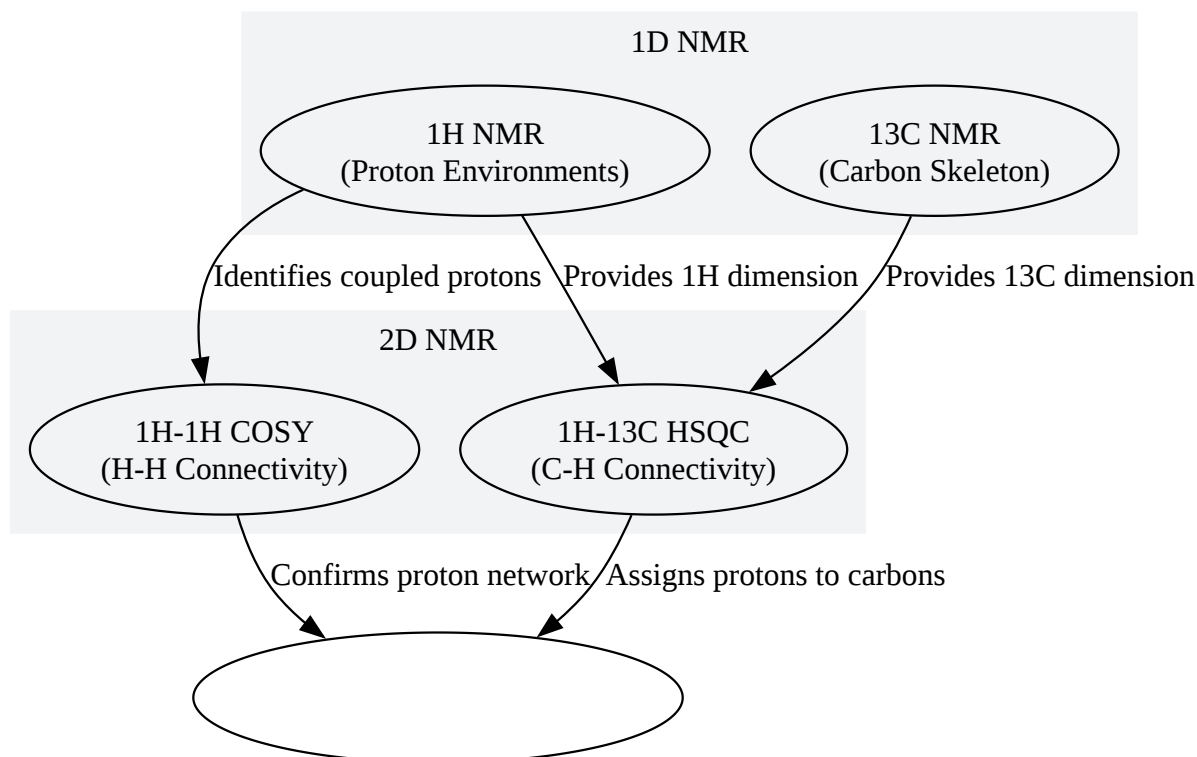 1D NMR
1H NMR
(Proton Environments)
13C NMR
(Carbon Skeleton)
Identifies coupled protons
Provides 1H dimension
Provides 13C dimension
2D NMR
1H-1H COSY
(H-H Connectivity)
1H-13C HSQC
(C-H Connectivity)
Confirms proton network
Assigns protons to carbons